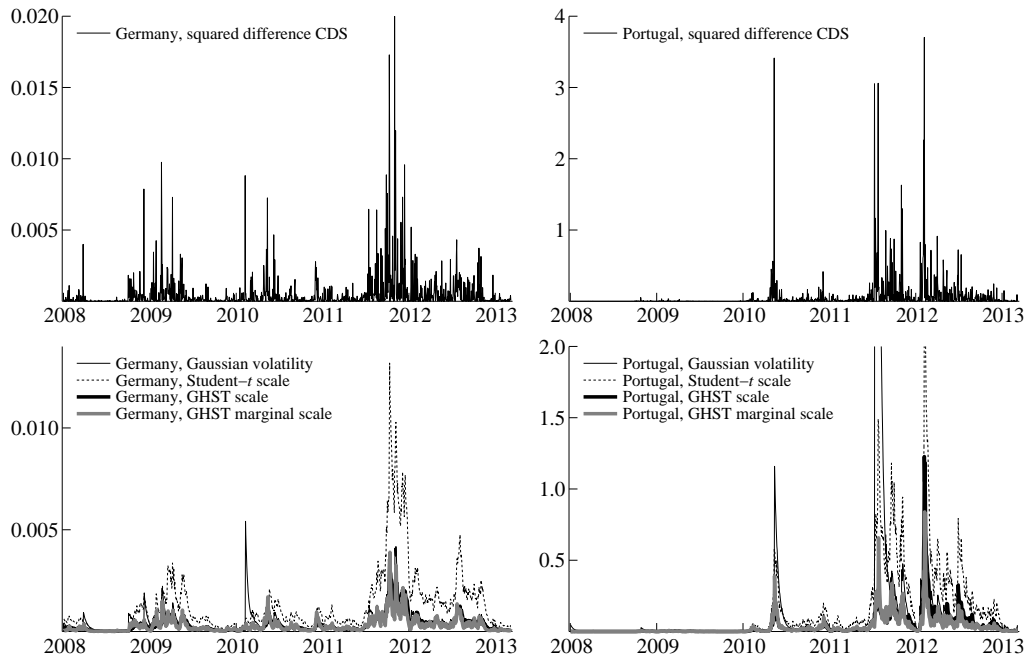 0.020
Germany, squared difference CDS
0.015
0.010
0.005
2008 2009 2010 2011 2012 2013
4
Portugal, squared difference CDS
3
2
1
2008 2009 2010 2011 2012 2013
Germany, Gaussian volatility
Germany, Student−t scale
Germany, GHST scale
Germany, GHST marginal scale
0.010
0.005
2008 2009 2010 2011 2012 2013
2.0
Portugal, Gaussian volatility
Portugal, Student−t scale
Portugal, GHST scale
Portugal, GHST marginal scale
1.5
1.0
0.5
2008 2009 2010 2011 2012 2013